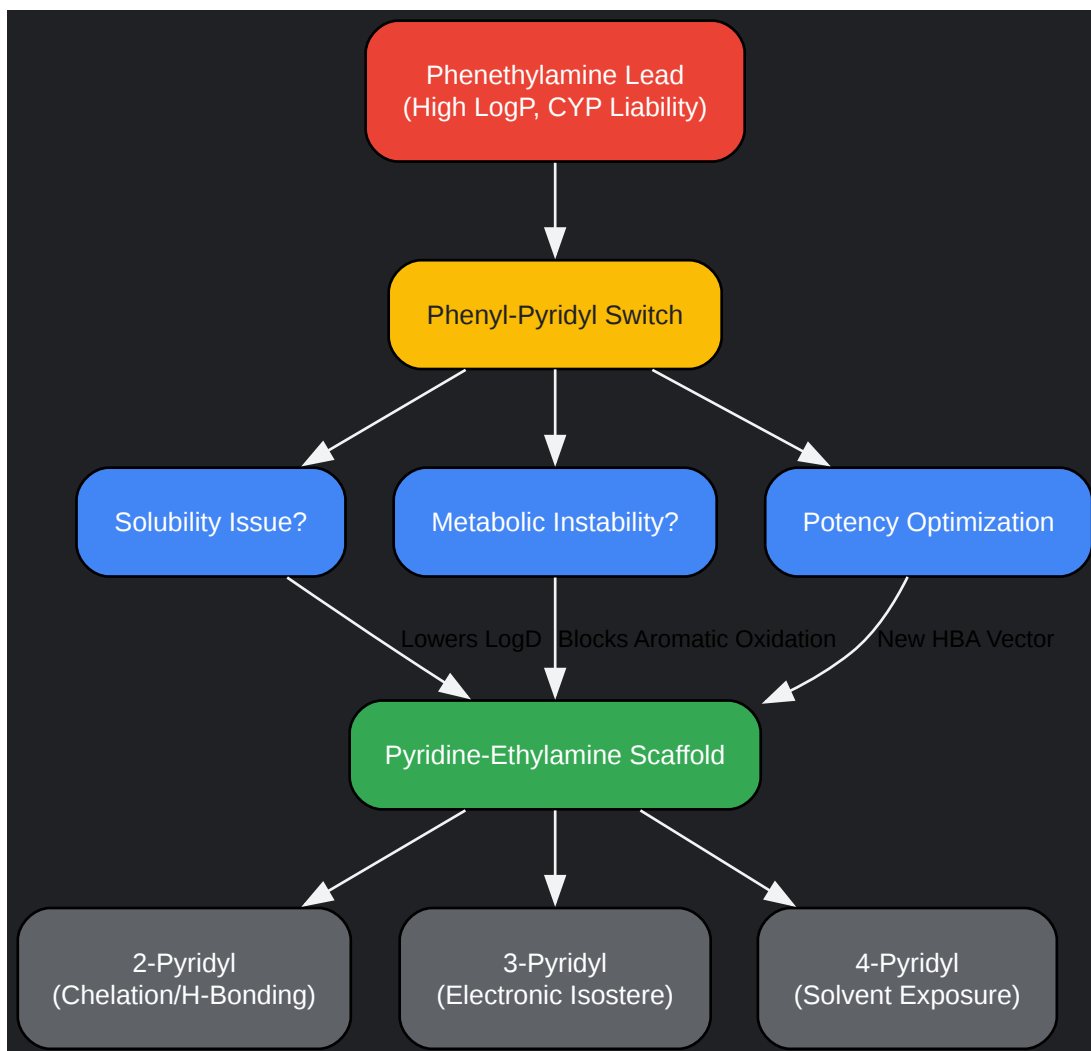 Phenethylamine Lead
(High LogP, CYP Liability)
Phenyl-Pyridyl Switch
Solubility Issue?
Metabolic Instability?
Potency Optimization
Lowers LogD
Blocks Aromatic Oxidation
New HBA Vector
Pyridine-Ethylamine Scaffold
2-Pyridyl
(Chelation/H-Bonding)
3-Pyridyl
(Electronic Isostere)
4-Pyridyl
(Solvent Exposure)